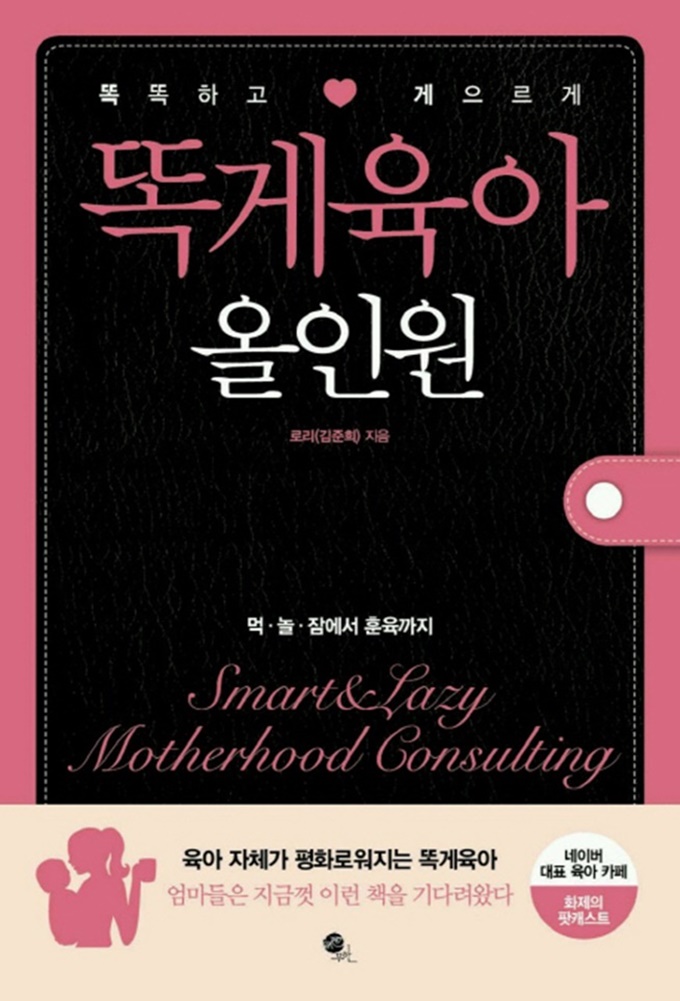 똑똑하고 ♥ 게으르게
똑게육아
올인원
로리(김준희) 지음
먹·놀·잠에서 훈육까지
Smart&Lazy
Motherhood Consulting
육아 자체가 평화로워지는 똑게육아
엄마들은 지금껏 이런 책을 기다려왔다
네이버
대표 육아 카페
화제의
팟캐스트